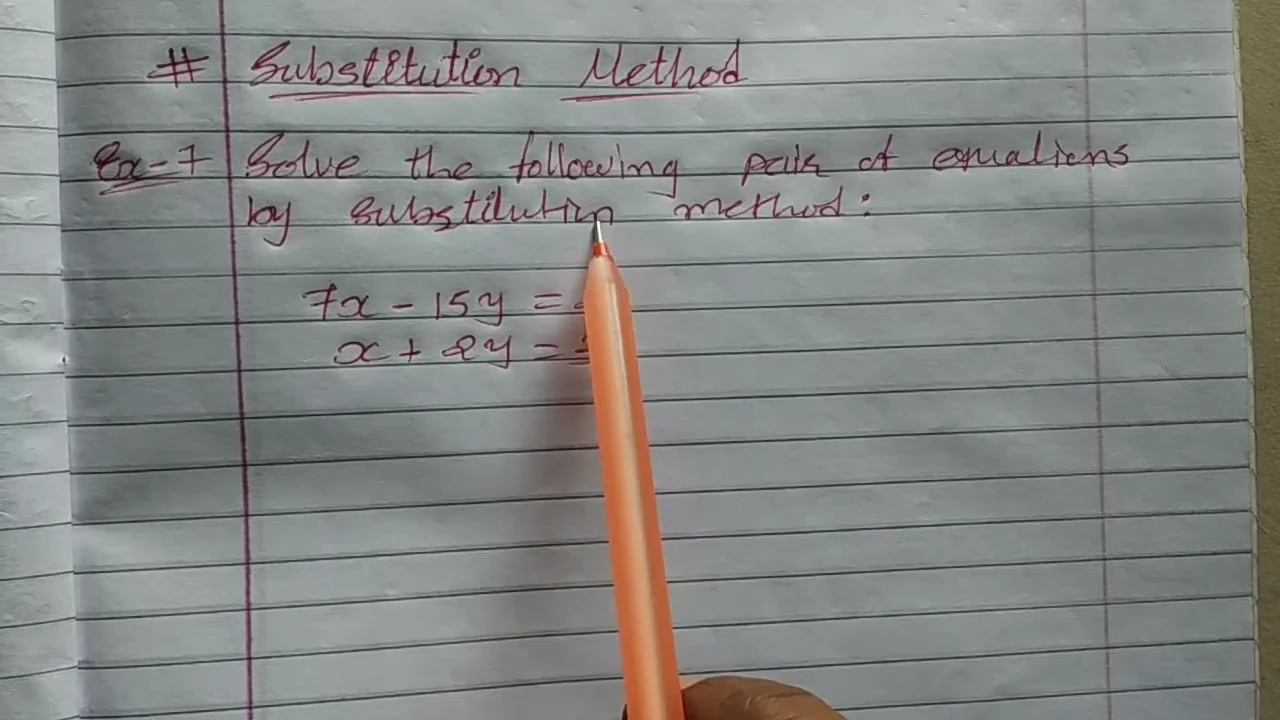 # Substitution Method
Ex-7 Solve the following pair of equations
by substitution method:
7x - 15y =
x + 2y =